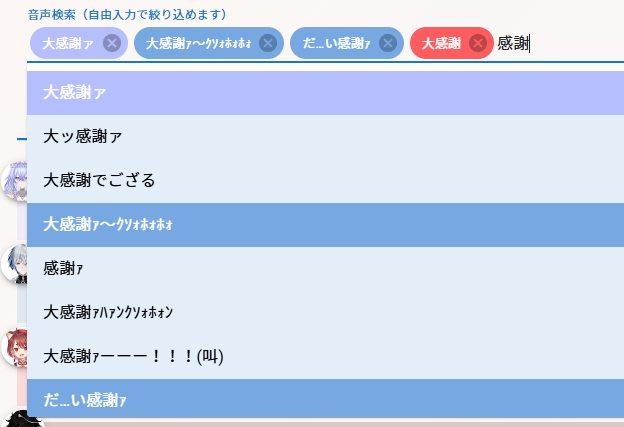 音声検索（自由入力で絞り込めます）
大感謝ァ 大感謝ｧ～ｸｿｫﾎｫﾎｫ だ…い感謝ｧ 大感謝 感謝
大感謝ァ
大ッ感謝ァ
大感謝でござる
大感謝ｧ～ｸｿｫﾎｫﾎｫ
感謝ｧ
大感謝ｧﾊｧﾝｸｿｫﾎｫﾝ
大感謝ｧーーー！！！(叫)
だ…い感謝ｧ